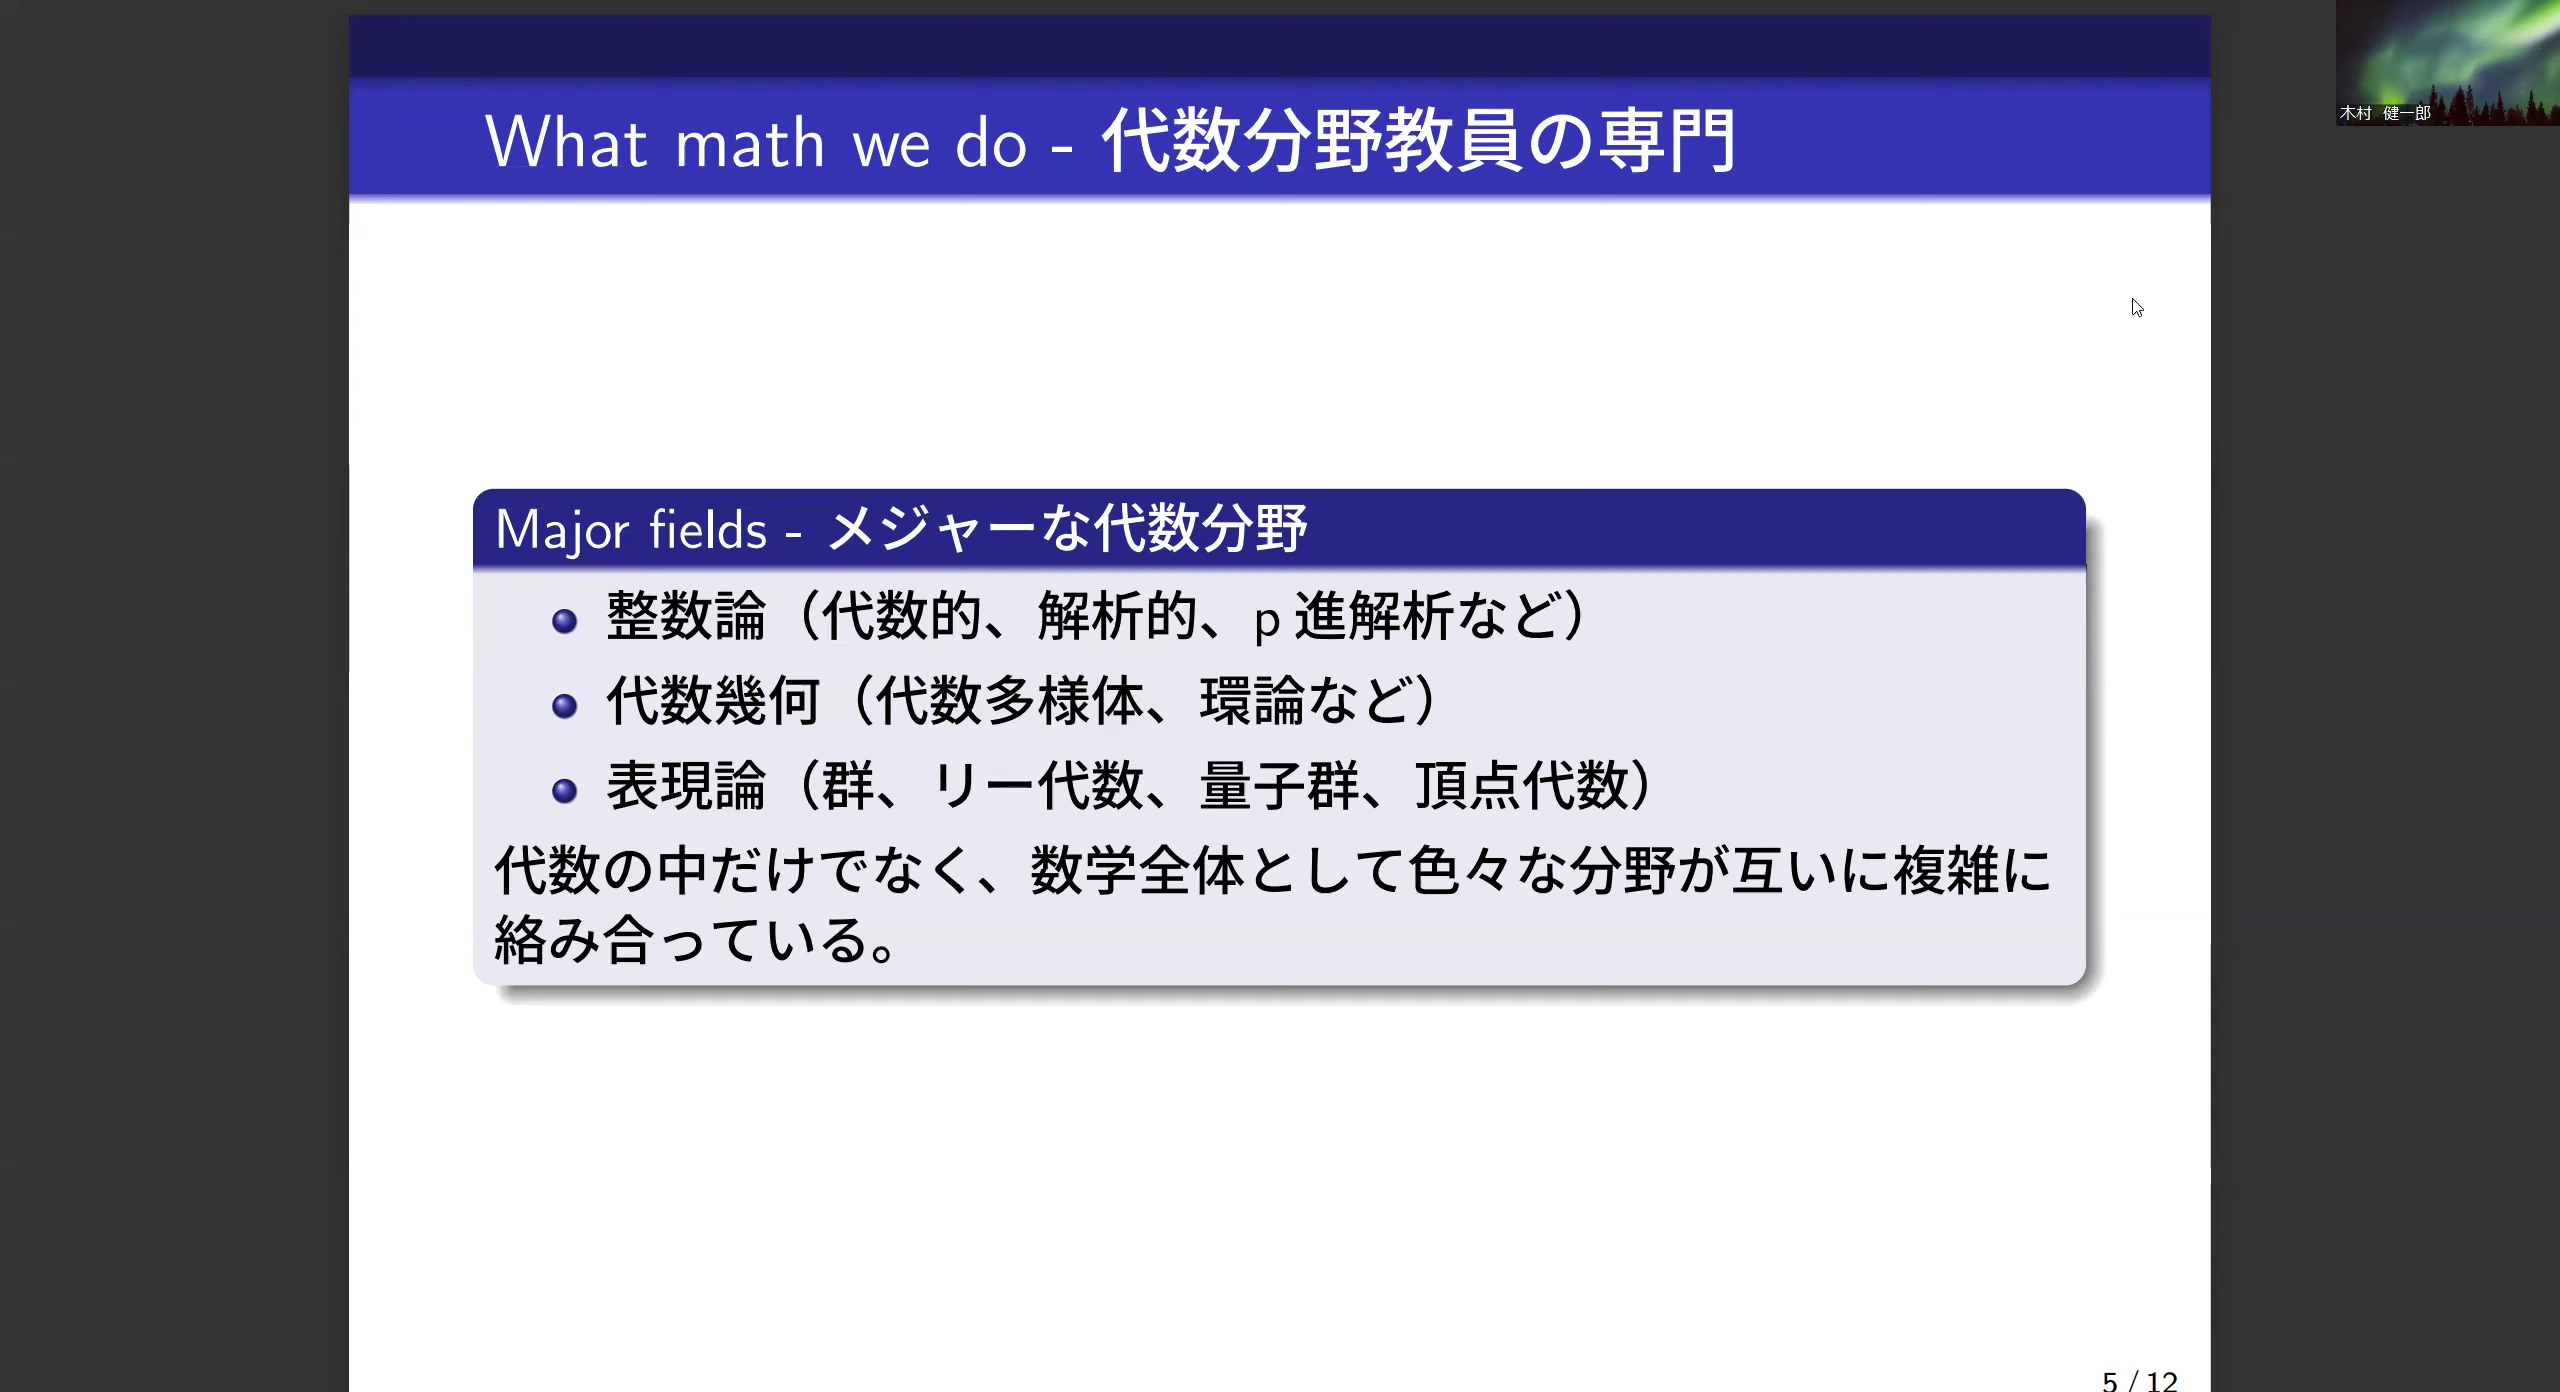 What math we do - 代数分野教員の専門
木村 健一郎
Major fields - メジャーな代数分野
整数論（代数的、解析的、p 進解析など）
代数幾何（代数多様体、環論など）
表現論（群、リー代数、量子群、頂点代数）
代数の中だけでなく、数学全体として色々な分野が互いに複雑に
絡み合っている。
5 / 12